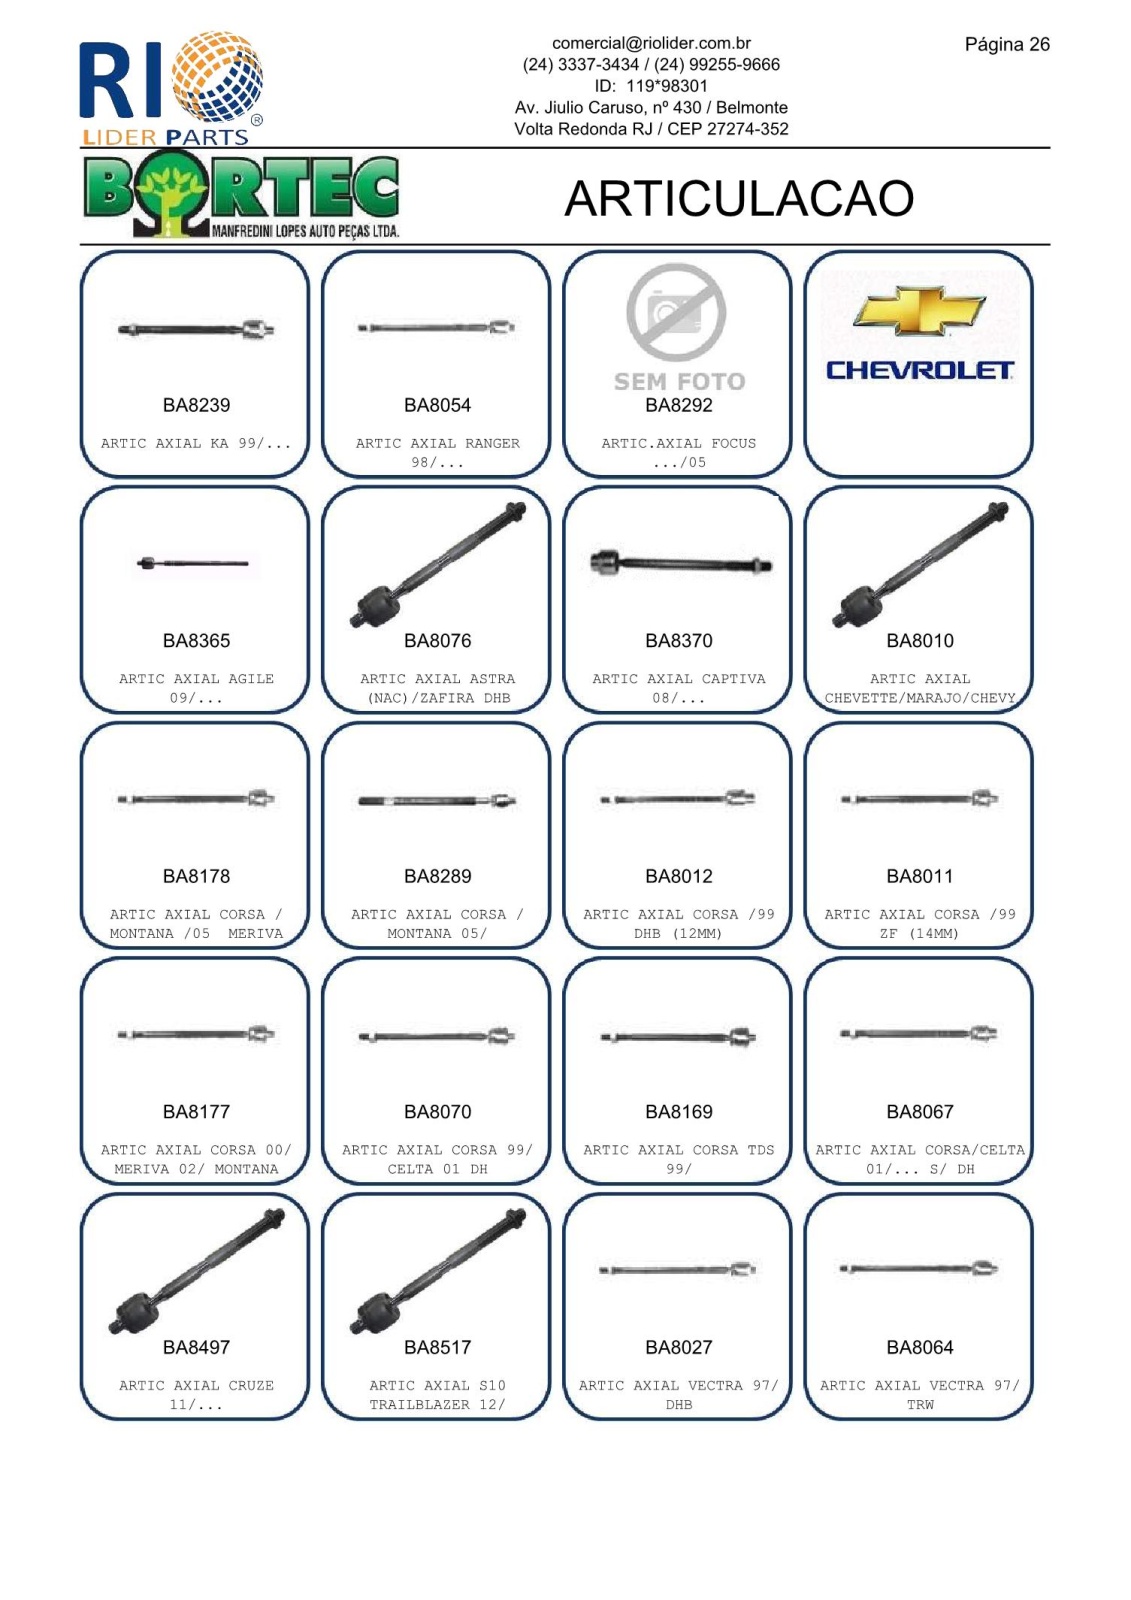 RIO
LIDER PARTS
®
comercial@riolider.com.br
(24) 3337-3434 / (24) 99255-9666
ID: 119*98301
Av. Jiulio Caruso, nº 430 / Belmonte
Volta Redonda RJ / CEP 27274-352
Página 26
BORTEC
MANFREDINI LOPES AUTO PEÇAS LTDA.
ARTICULACAO
BA8239
ARTIC AXIAL KA 99/...
BA8054
ARTIC AXIAL RANGER
98/...
SEM FOTO
BA8292
ARTIC.AXIAL FOCUS
.../05
CHEVROLET
BA8365
ARTIC AXIAL AGILE
09/...
BA8076
ARTIC AXIAL ASTRA
(NAC)/ZAFIRA DHB
BA8370
ARTIC AXIAL CAPTIVA
08/...
BA8010
ARTIC AXIAL
CHEVETTE/MARAJO/CHEVY
BA8178
ARTIC AXIAL CORSA /
MONTANA /05  MERIVA
BA8289
ARTIC AXIAL CORSA /
MONTANA 05/
BA8012
ARTIC AXIAL CORSA /99
DHB (12MM)
BA8011
ARTIC AXIAL CORSA /99
ZF (14MM)
BA8177
ARTIC AXIAL CORSA 00/
MERIVA 02/ MONTANA
BA8070
ARTIC AXIAL CORSA 99/
CELTA 01 DH
BA8169
ARTIC AXIAL CORSA TDS
99/
BA8067
ARTIC AXIAL CORSA/CELTA
01/... S/ DH
BA8497
ARTIC AXIAL CRUZE
11/...
BA8517
ARTIC AXIAL S10
TRAILBLAZER 12/
BA8027
ARTIC AXIAL VECTRA 97/
DHB
BA8064
ARTIC AXIAL VECTRA 97/
TRW